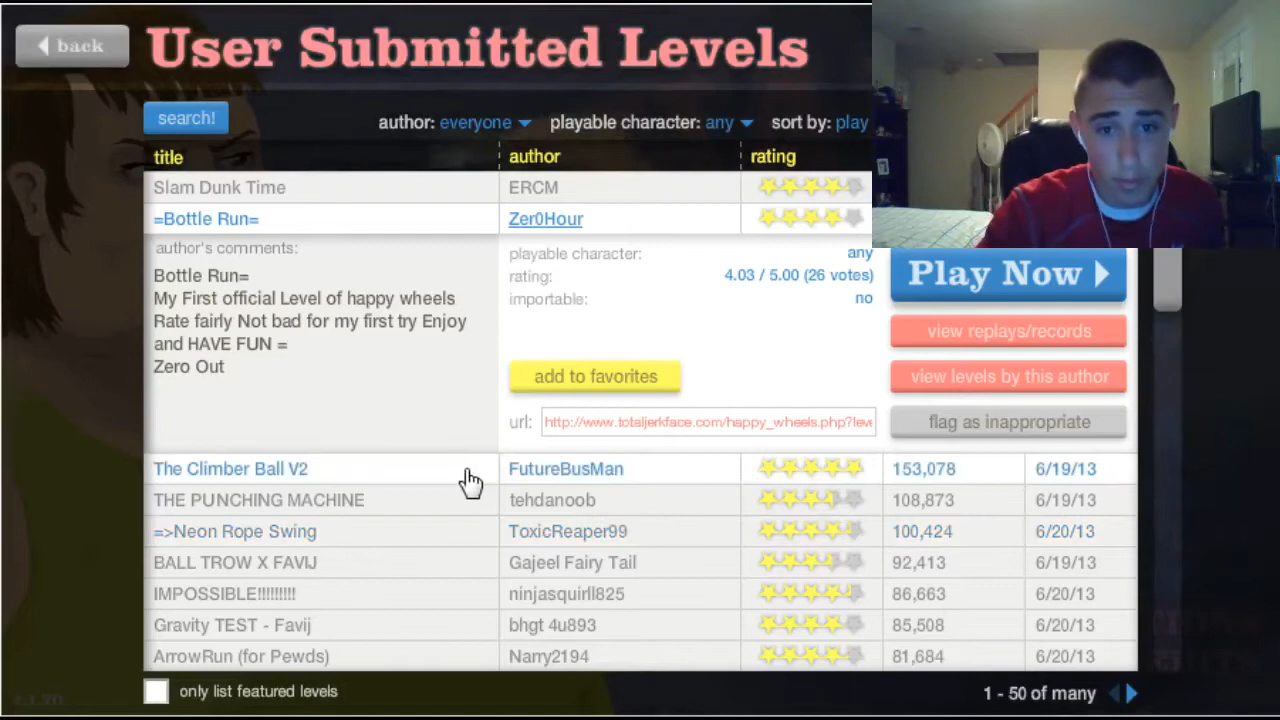 back
User Submitted Levels
search!
author: everyone playable character: any sort by: play
title author rating
Slam Dunk Time ERCM
=Bottle Run= Zer0Hour
author's comments:
Bottle Run=
My First official Level of happy wheels
Rate fairly Not bad for my first try Enjoy
and HAVE FUN =
Zero Out
playable character: any
rating: 4.03 / 5.00 (26 votes)
importable: no
add to favorites
url: http://www.totaljerkface.com/happy_wheels.php?leve
Play Now
view replays/records
view levels by this author
flag as inappropriate
The Climber Ball V2 FutureBusMan 153,078 6/19/13
THE PUNCHING MACHINE tehdanoob 108,873 6/19/13
=>Neon Rope Swing ToxicReaper99 100,424 6/20/13
BALL TROW X FAVIJ Gajeel Fairy Tail 92,413 6/19/13
IMPOSSIBLE!!!!!!!!! ninjasquirll825 86,663 6/20/13
Gravity TEST - Favij bhgt 4u893 85,508 6/20/13
ArrowRun (for Pewds) Narry2194 81,684 6/20/13
only list featured levels
1 - 50 of many